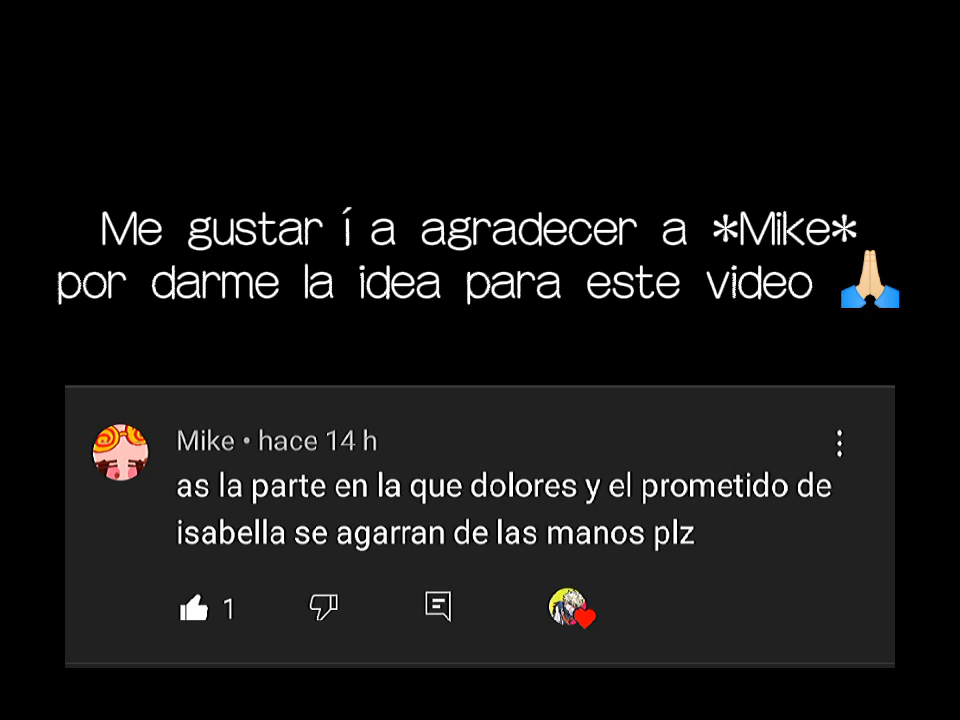 Me gustaría agradecer a *Mike*
por darme la idea para este video 🙏🏻
Mike • hace 14 h
as la parte en la que dolores y el prometido de
isabella se agarran de las manos plz
1